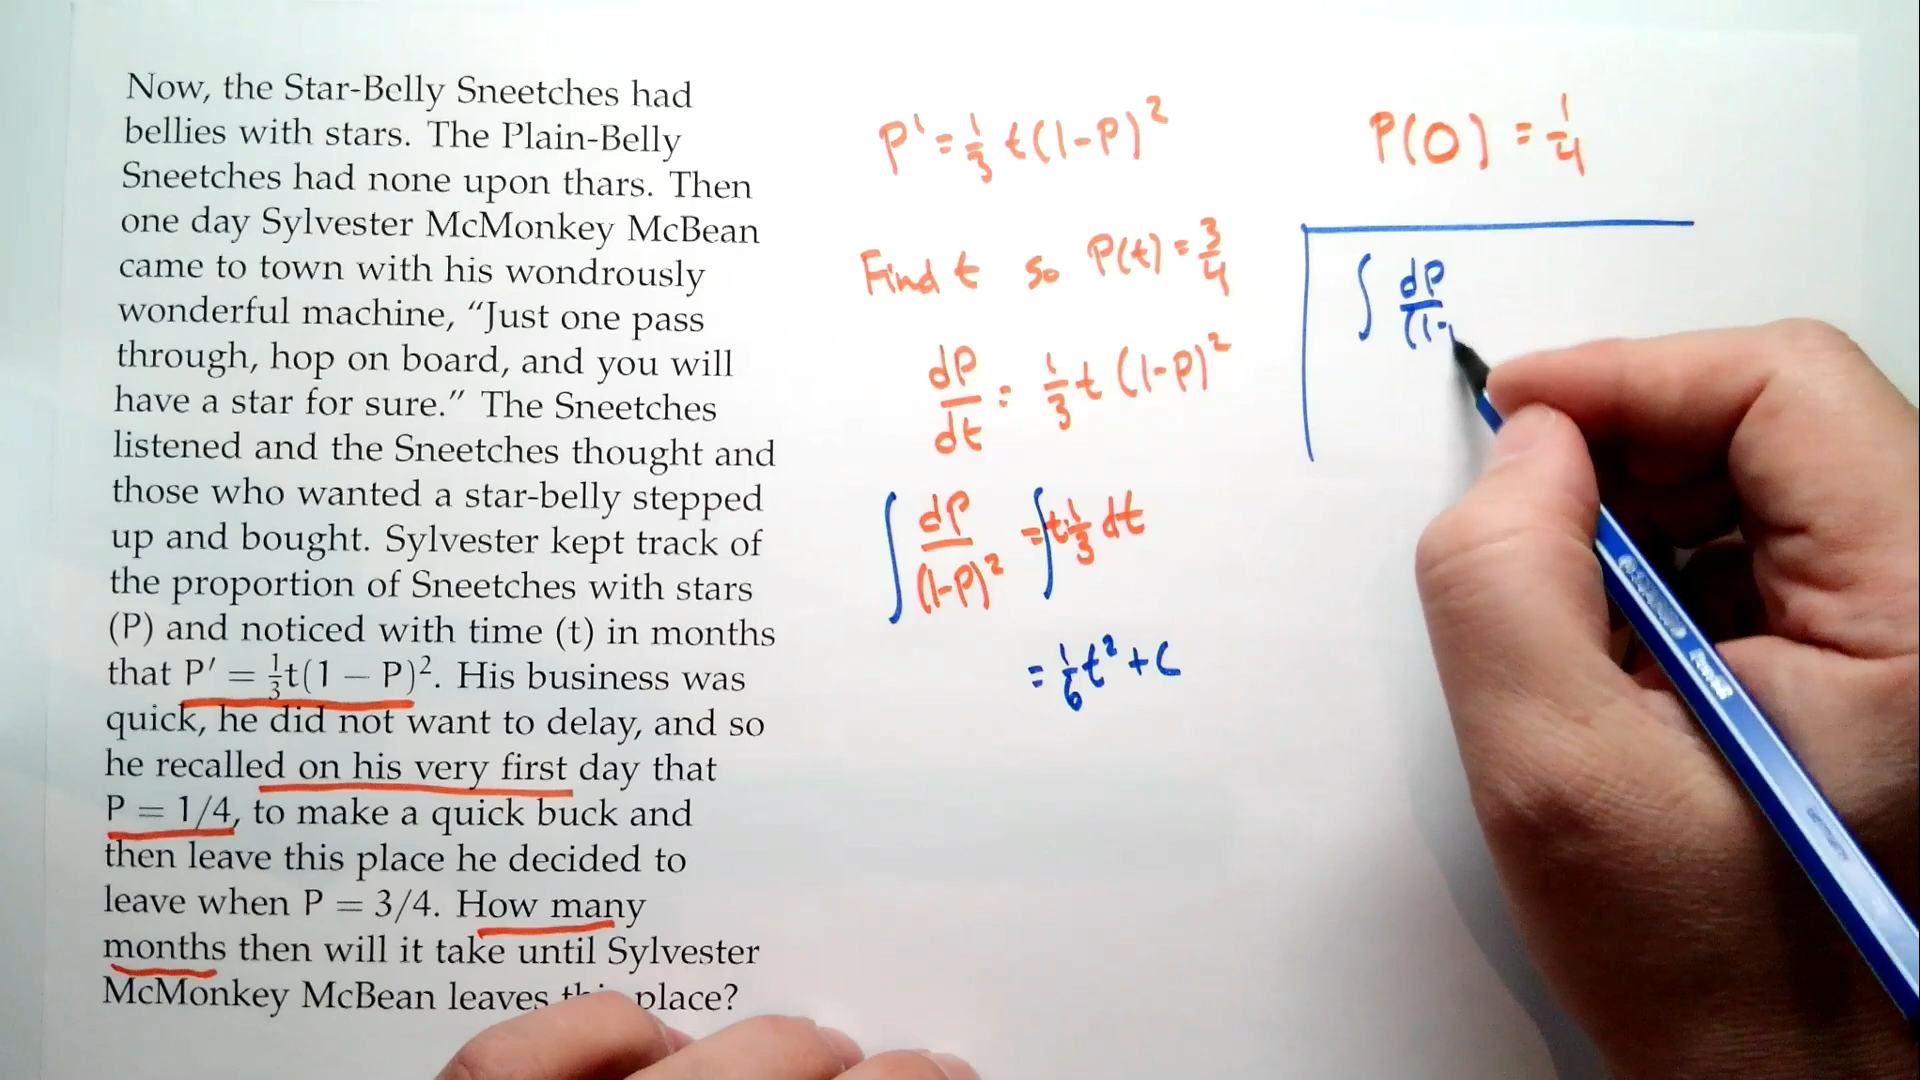 Now, the Star-Belly Sneetches had
bellies with stars. The Plain-Belly
Sneetches had none upon thars. Then
one day Sylvester McMonkey McBean
came to town with his wondrously
wonderful machine, “Just one pass
through, hop on board, and you will
have a star for sure.” The Sneetches
listened and the Sneetches thought and
those who wanted a star-belly stepped
up and bought. Sylvester kept track of
the proportion of Sneetches with stars
(P) and noticed with time (t) in months
that P′ = 1/3 t(1 − P)². His business was
quick, he did not want to delay, and so
he recalled on his very first day that
P = 1/4, to make a quick buck and
then leave this place he decided to
leave when P = 3/4. How many
months then will it take until Sylvester
McMonkey McBean leaves place?
P' = 1/3 t(1-P)²
P(0) = 1/4
Find t so P(t) = 3/4
dP/dt = 1/3 t (1-P)²
∫ dP/(1-P)² = ∫ t 1/3 dt
= 1/6 t² + C
∫ dP/(1-